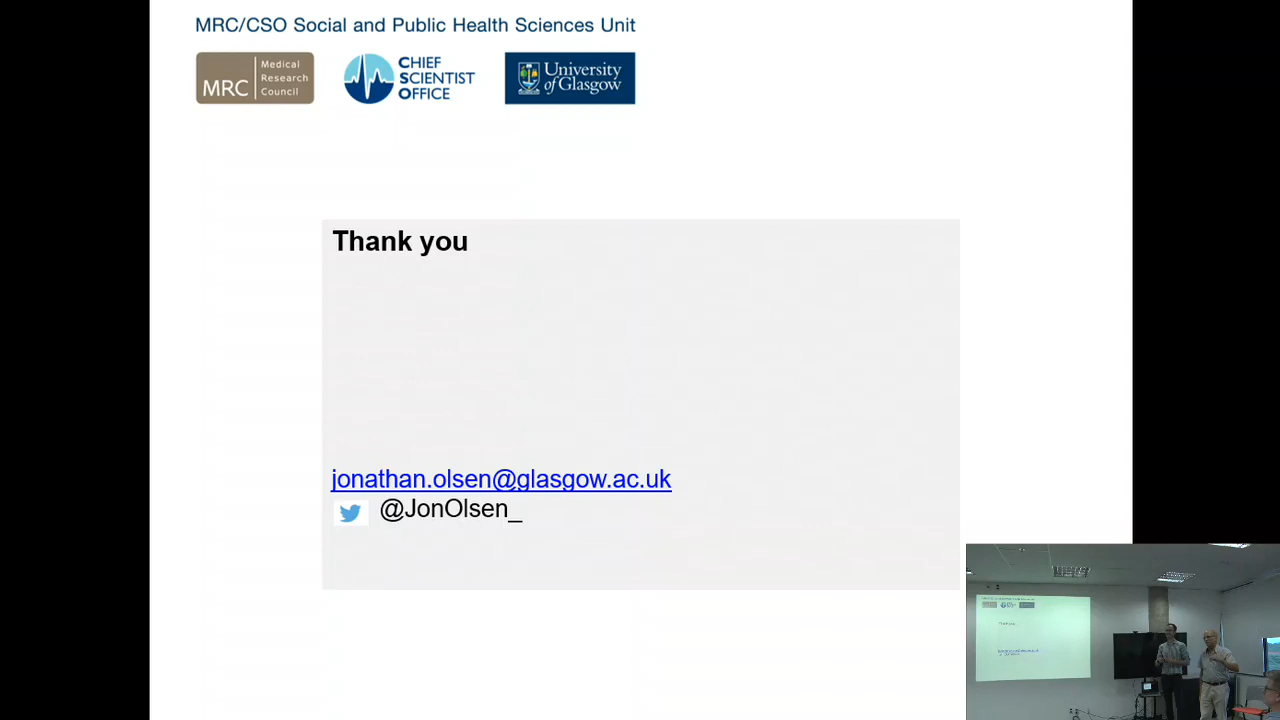 MRC/CSO Social and Public Health Sciences Unit
MRC
Medical
Research
Council
CHIEF
SCIENTIST
OFFICE
University
of Glasgow
Thank you
jonathan.olsen@glasgow.ac.uk
@JonOlsen_